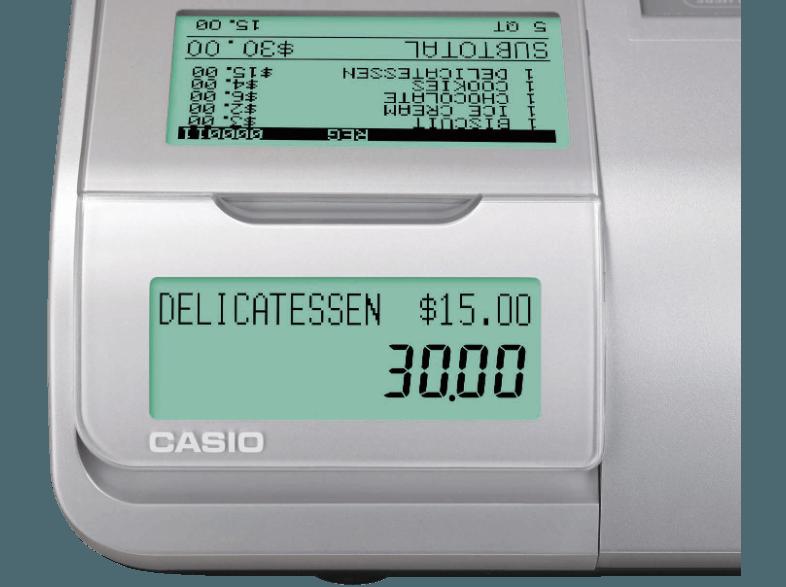 REG 000011
1 BISCUIT $3.00
1 ICE CREAM $2.00
1 CHOCOLATE $6.00
1 COOKIES $4.00
1 DELICATESSEN $15.00
SUBTOTAL $30.00
5 QT 15.00
DELICATESSEN $15.00
30.00
CASIO